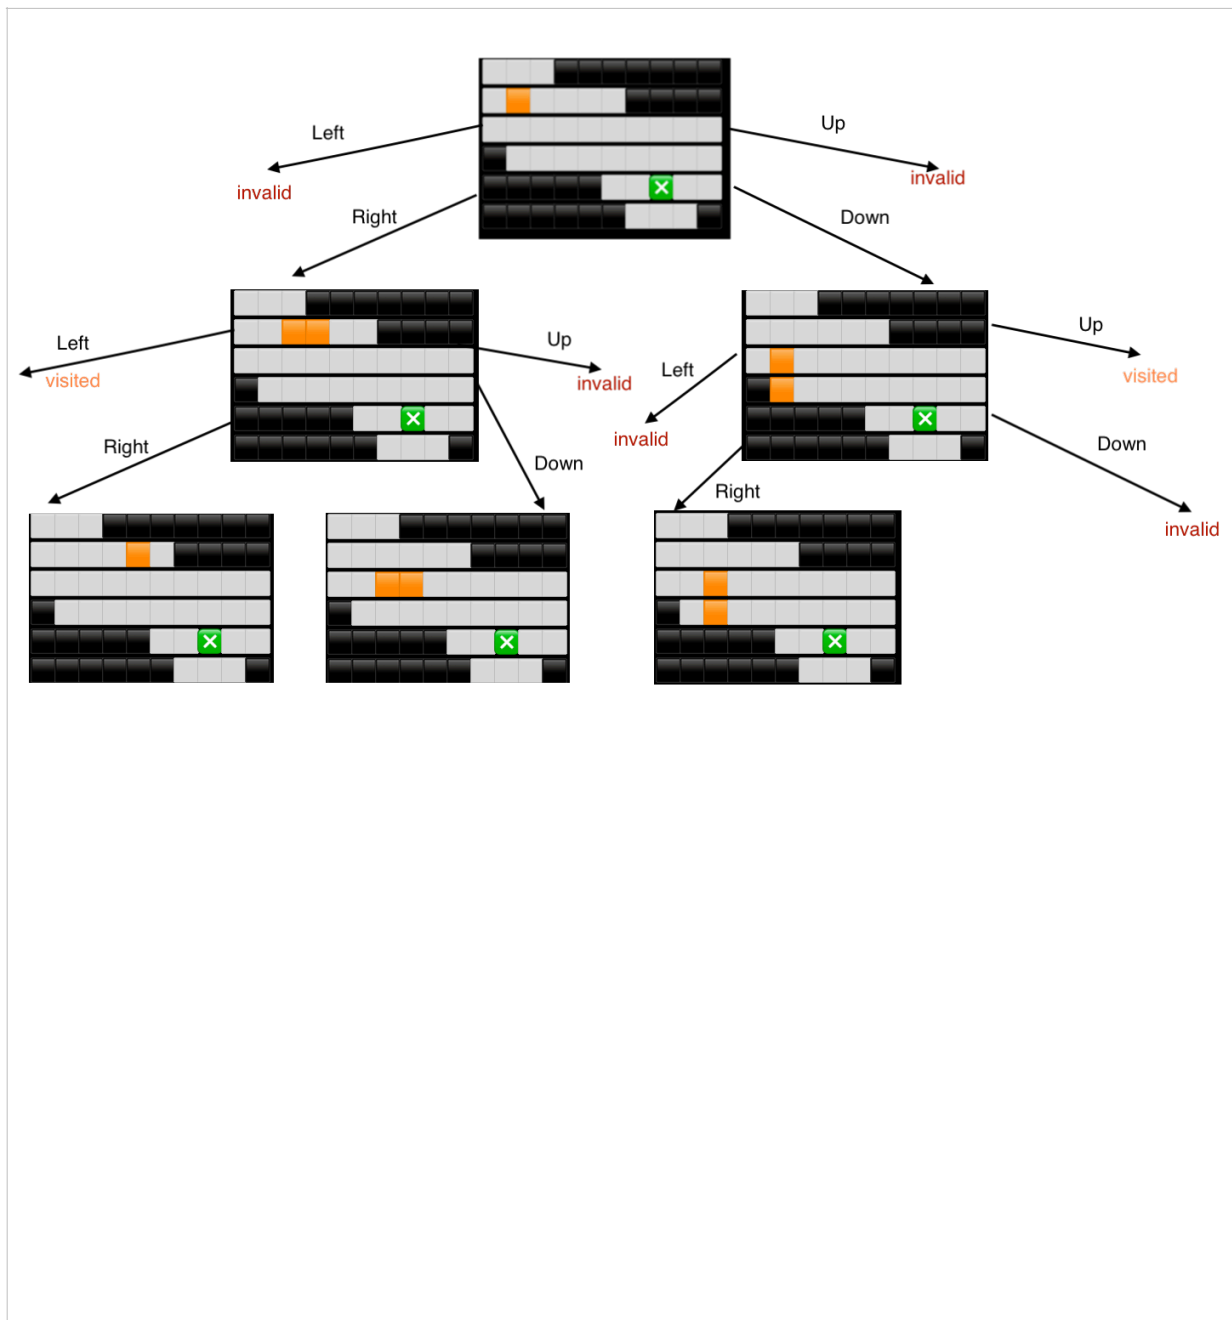 Up
Left
invalid
invalid
Right
Down
Left
visited
Up
invalid
Left
invalid
Up
visited
Right
Down
Right
Down
invalid